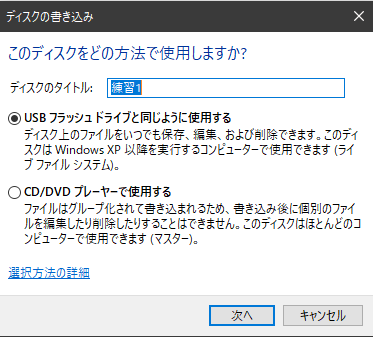 ディスクの書き込み
このディスクをどの方法で使用しますか?
ディスクのタイトル: 練習1
USB フラッシュ ドライブと同じように使用する
ディスク上のファイルをいつでも保存、編集、および削除できます。このディ
スクは Windows XP 以降を実行するコンピューターで使用できます (ライ
ブ ファイル システム)。
CD/DVD プレーヤーで使用する
ファイルはグループ化されて書き込まれるため、書き込み後に個別のファイ
ルを編集したり削除したりすることはできません。このディスクはほとんどのコ
ンピューターで使用できます (マスター)。
選択方法の詳細
次へ キャンセル